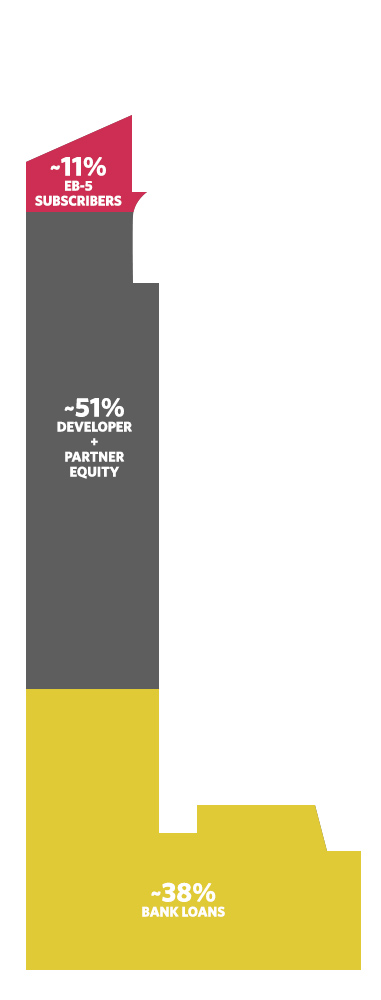 ~11%
EB-5
SUBSCRIBERS
~51%
DEVELOPER
+
PARTNER
EQUITY
~38%
BANK LOANS